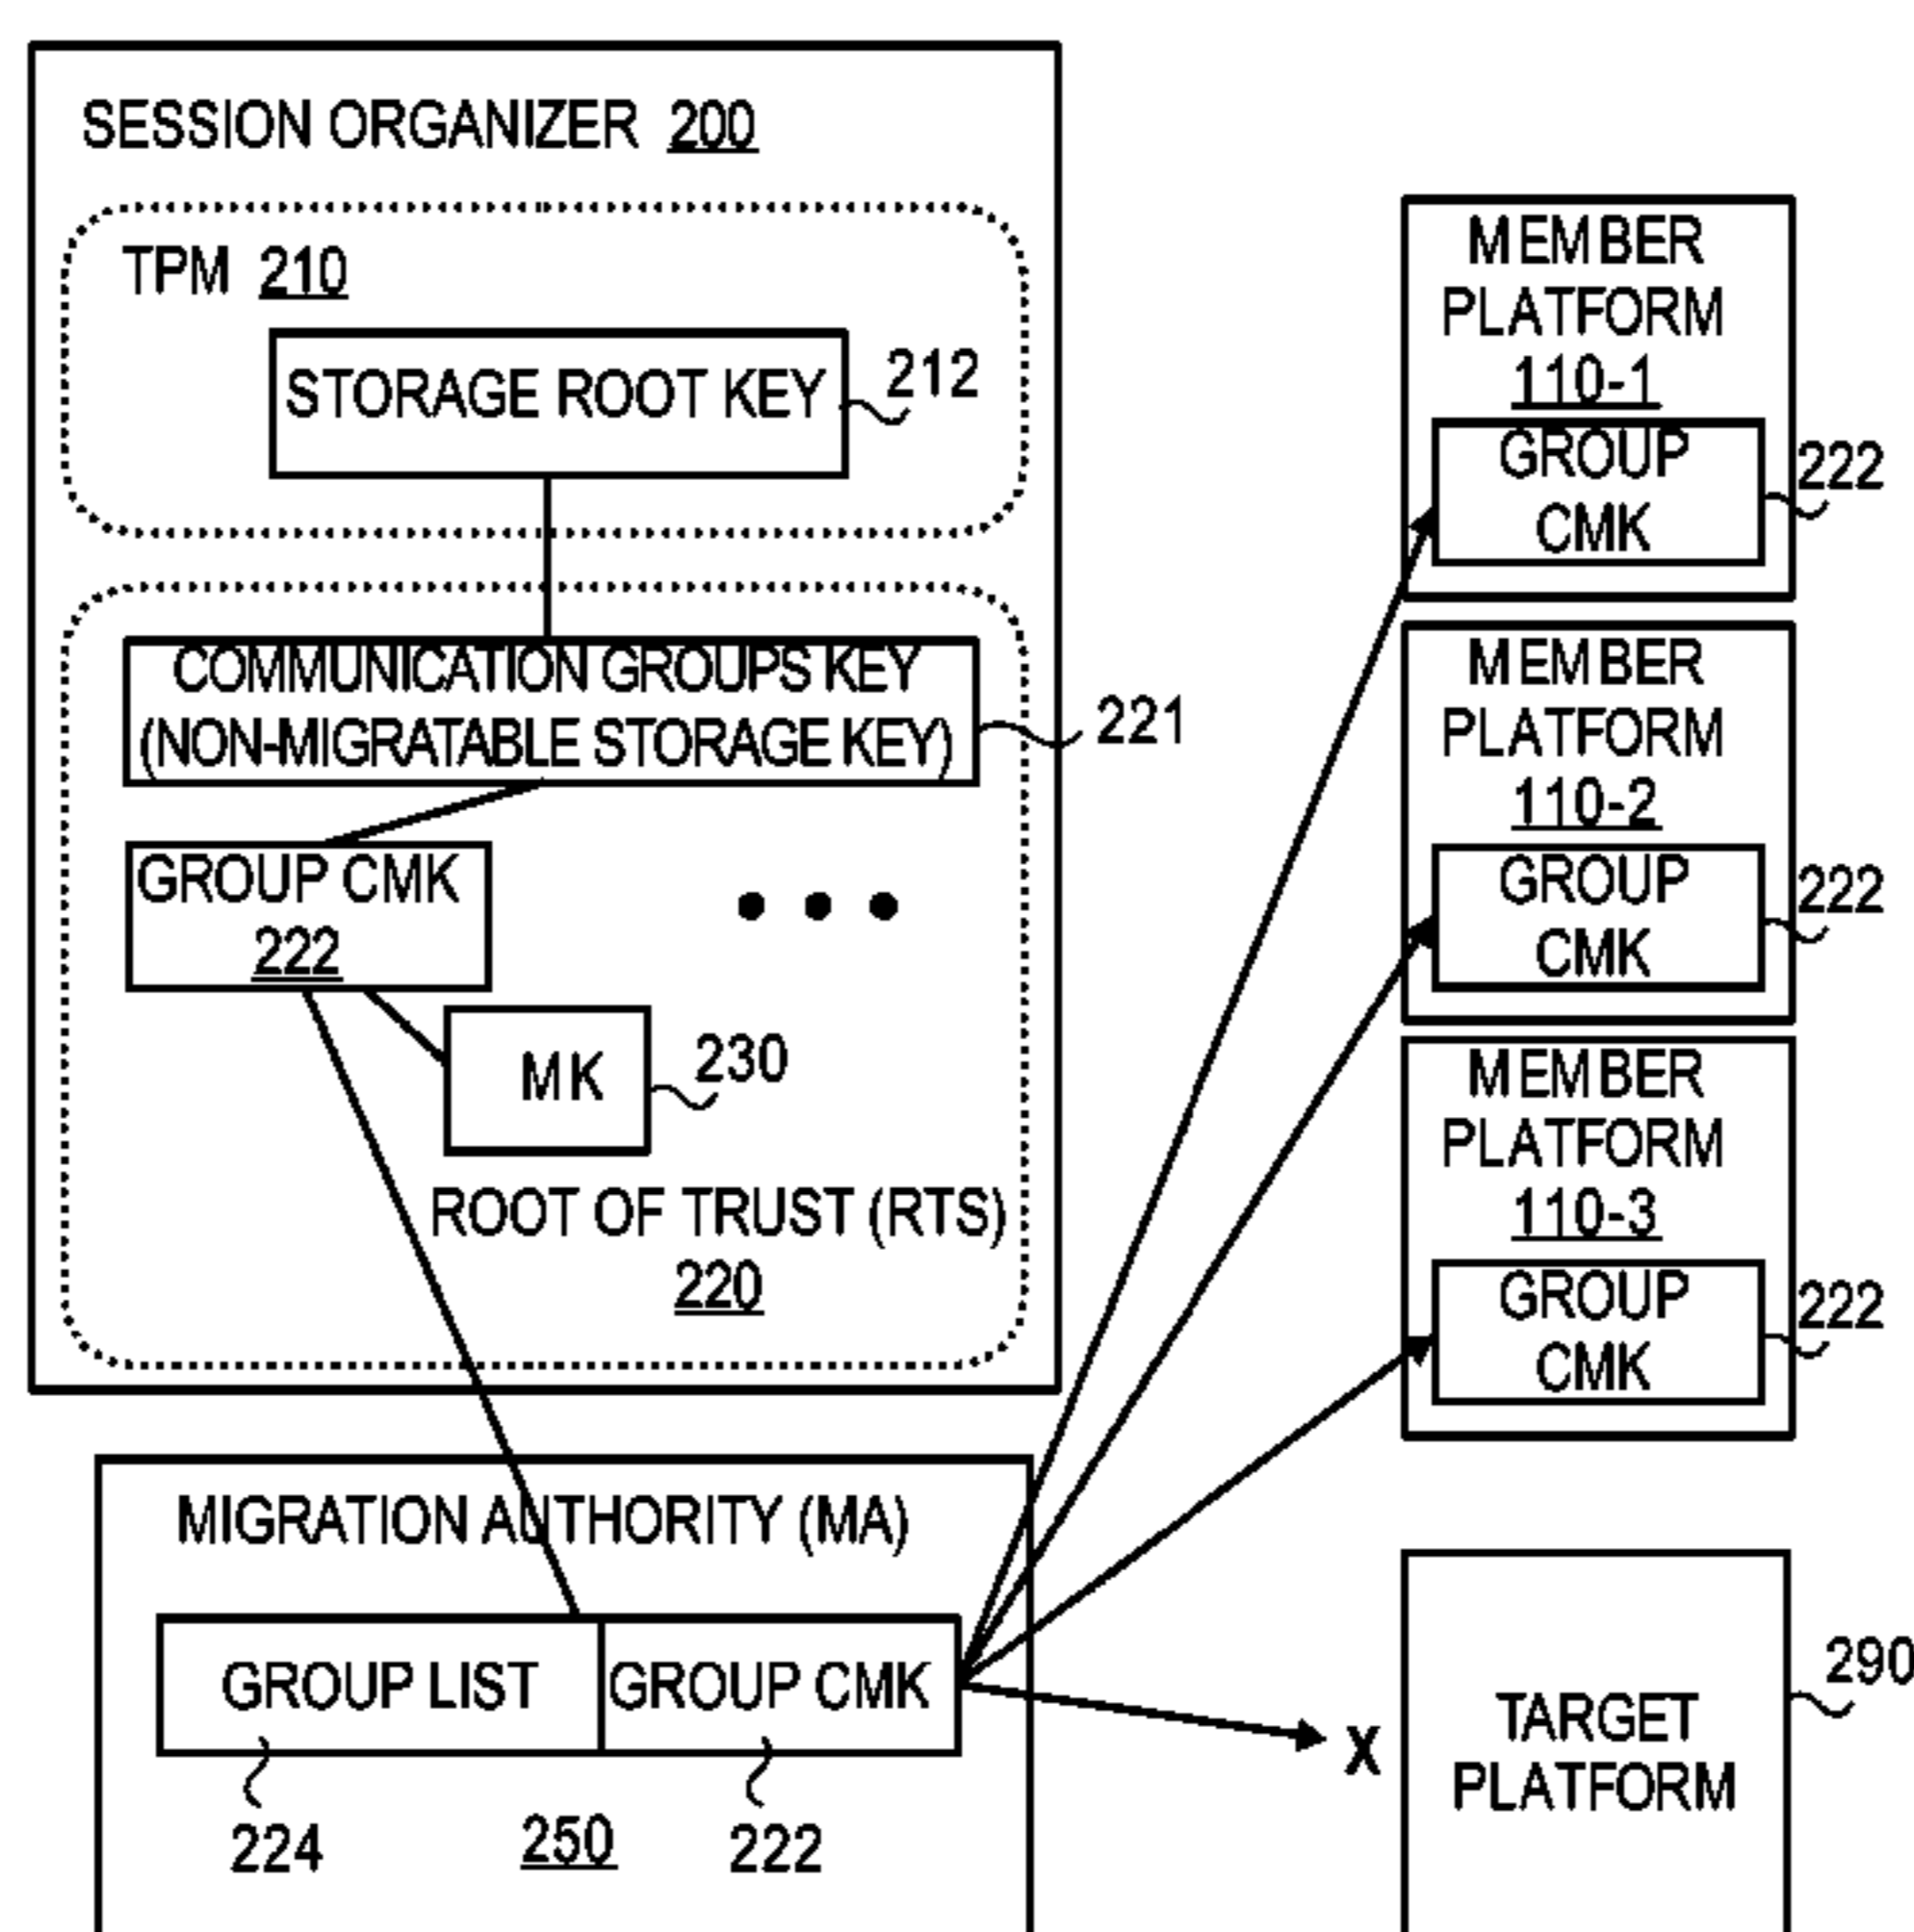 SESSION ORGANIZER 200
TPM 210
STORAGE ROOT KEY
212
COMMUNICATION GROUPS KEY
(NON-MIGRATABLE STORAGE KEY)
221
GROUP CMK
222
MK
230
ROOT OF TRUST (RTS)
220
MIGRATION AUTHORITY (MA)
GROUP LIST
GROUP CMK
224
250
222
MEMBER
PLATFORM
110-1
GROUP
CMK
222
MEMBER
PLATFORM
110-2
GROUP
CMK
222
MEMBER
PLATFORM
110-3
GROUP
CMK
222
X
TARGET
PLATFORM
290